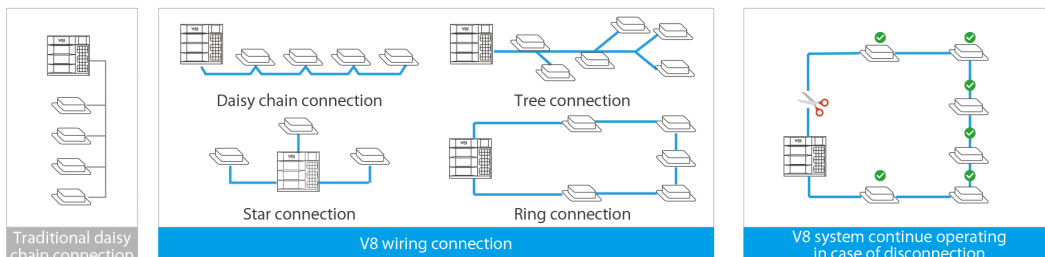 V8
Traditional daisy
chain connection
V8
Daisy chain connection
V8
Tree connection
V8
Star connection
V8
Ring connection
V8 wiring connection
V8
V8 system continue operating
in case of disconnection